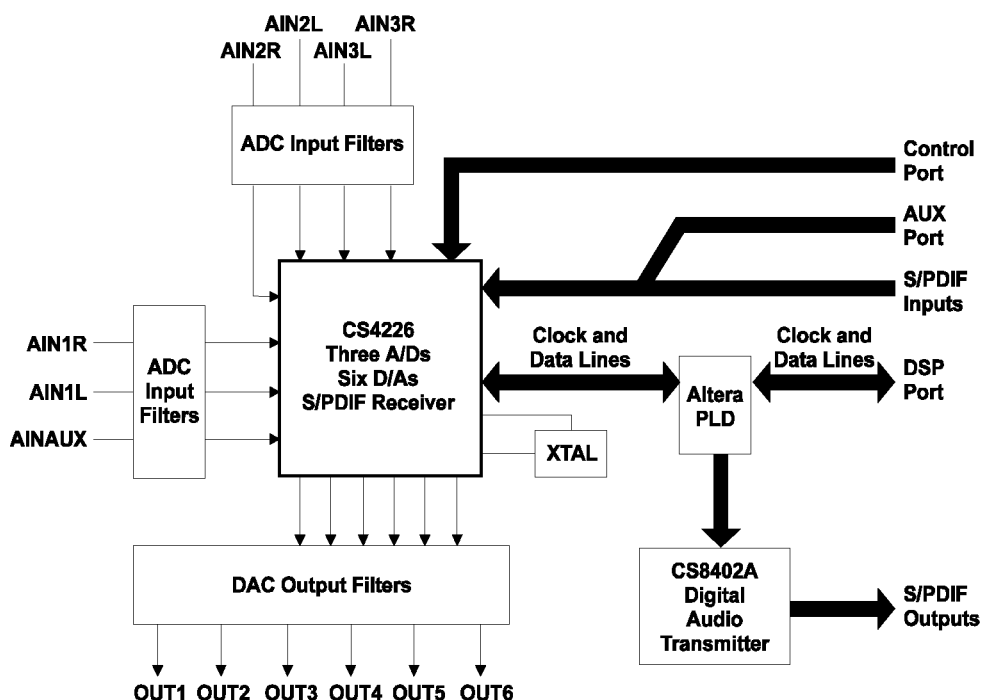 AIN2L
AIN3R
AIN2R
AIN3L
ADC Input Filters
Control
Port
AUX
Port
S/PDIF
Inputs
CS4226
Three A/Ds
Six D/As
S/PDIF Receiver
Clock and
Data Lines
Clock and
Data Lines
AIN1R
AIN1L
AINAUX
ADC
Input
Filters
Altera
PLD
DSP
Port
XTAL
DAC Output Filters
CS8402A
Digital
Audio
Transmitter
S/PDIF
Outputs
OUT1 OUT2 OUT3 OUT4 OUT5 OUT6